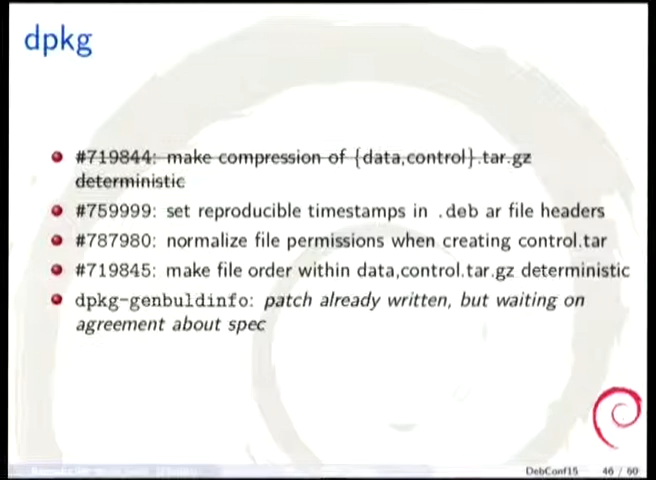 dpkg
#719844: make compression of {data,control}.tar.gz
deterministic
#759999: set reproducible timestamps in .deb ar file headers
#787980: normalize file permissions when creating control.tar
#719845: make file order within data,control.tar.gz deterministic
dpkg-genbuldinfo: patch already written, but waiting on
agreement about spec
DebConf15 46 / 60